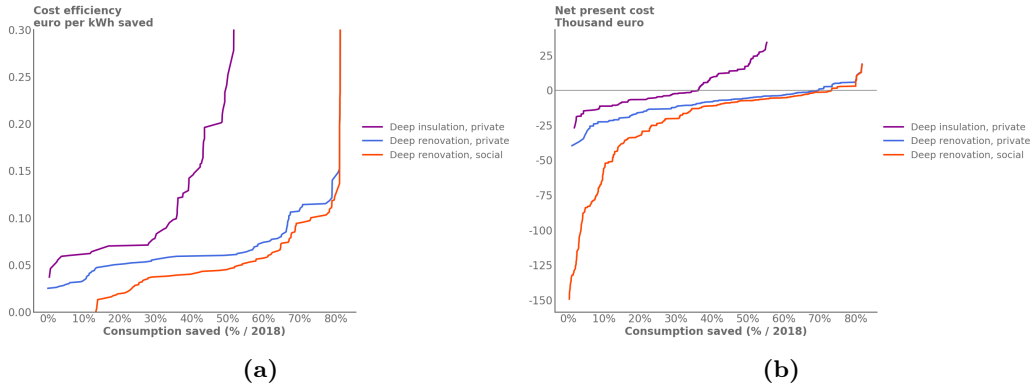 Cost efficiency
euro per kWh saved
0.30
0.25
0.20
0.15
0.10
0.05
0.00
0% 10% 20% 30% 40% 50% 60% 70% 80%
Consumption saved (% / 2018)
Deep insulation, private
Deep renovation, private
Deep renovation, social
(a)
Net present cost
Thousand euro
25
0
-25
-50
-75
-100
-125
-150
0% 10% 20% 30% 40% 50% 60% 70% 80%
Consumption saved (% / 2018)
Deep insulation, private
Deep renovation, private
Deep renovation, social
(b)